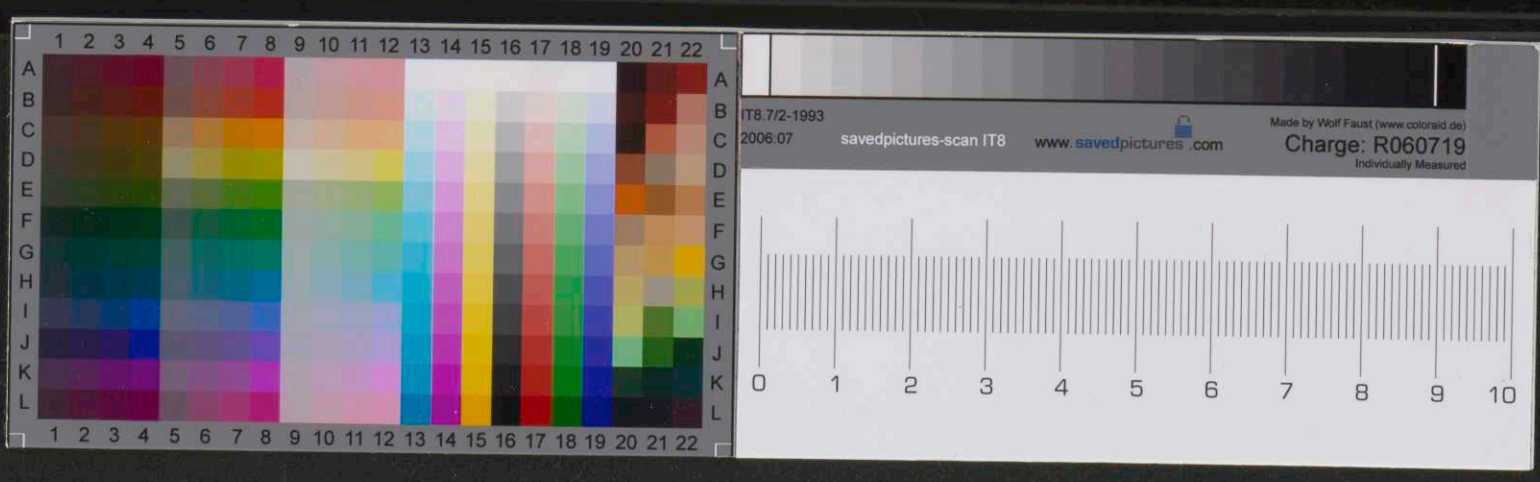 1 2 3 4 5 6 7 8 9 10 11 12 13 14 15 16 17 18 19 20 21 22
A A
B B
C C
D D
E E
F F
G G
H H
I I
J J
K K
L L
1 2 3 4 5 6 7 8 9 10 11 12 13 14 15 16 17 18 19 20 21 22
IT8.7/2-1993
2006:07
savedpictures-scan IT8
www.savedpictures.com
Made by Wolf Faust (www.coloraid.de)
Charge: R060719
Individually Measured
0 1 2 3 4 5 6 7 8 9 10